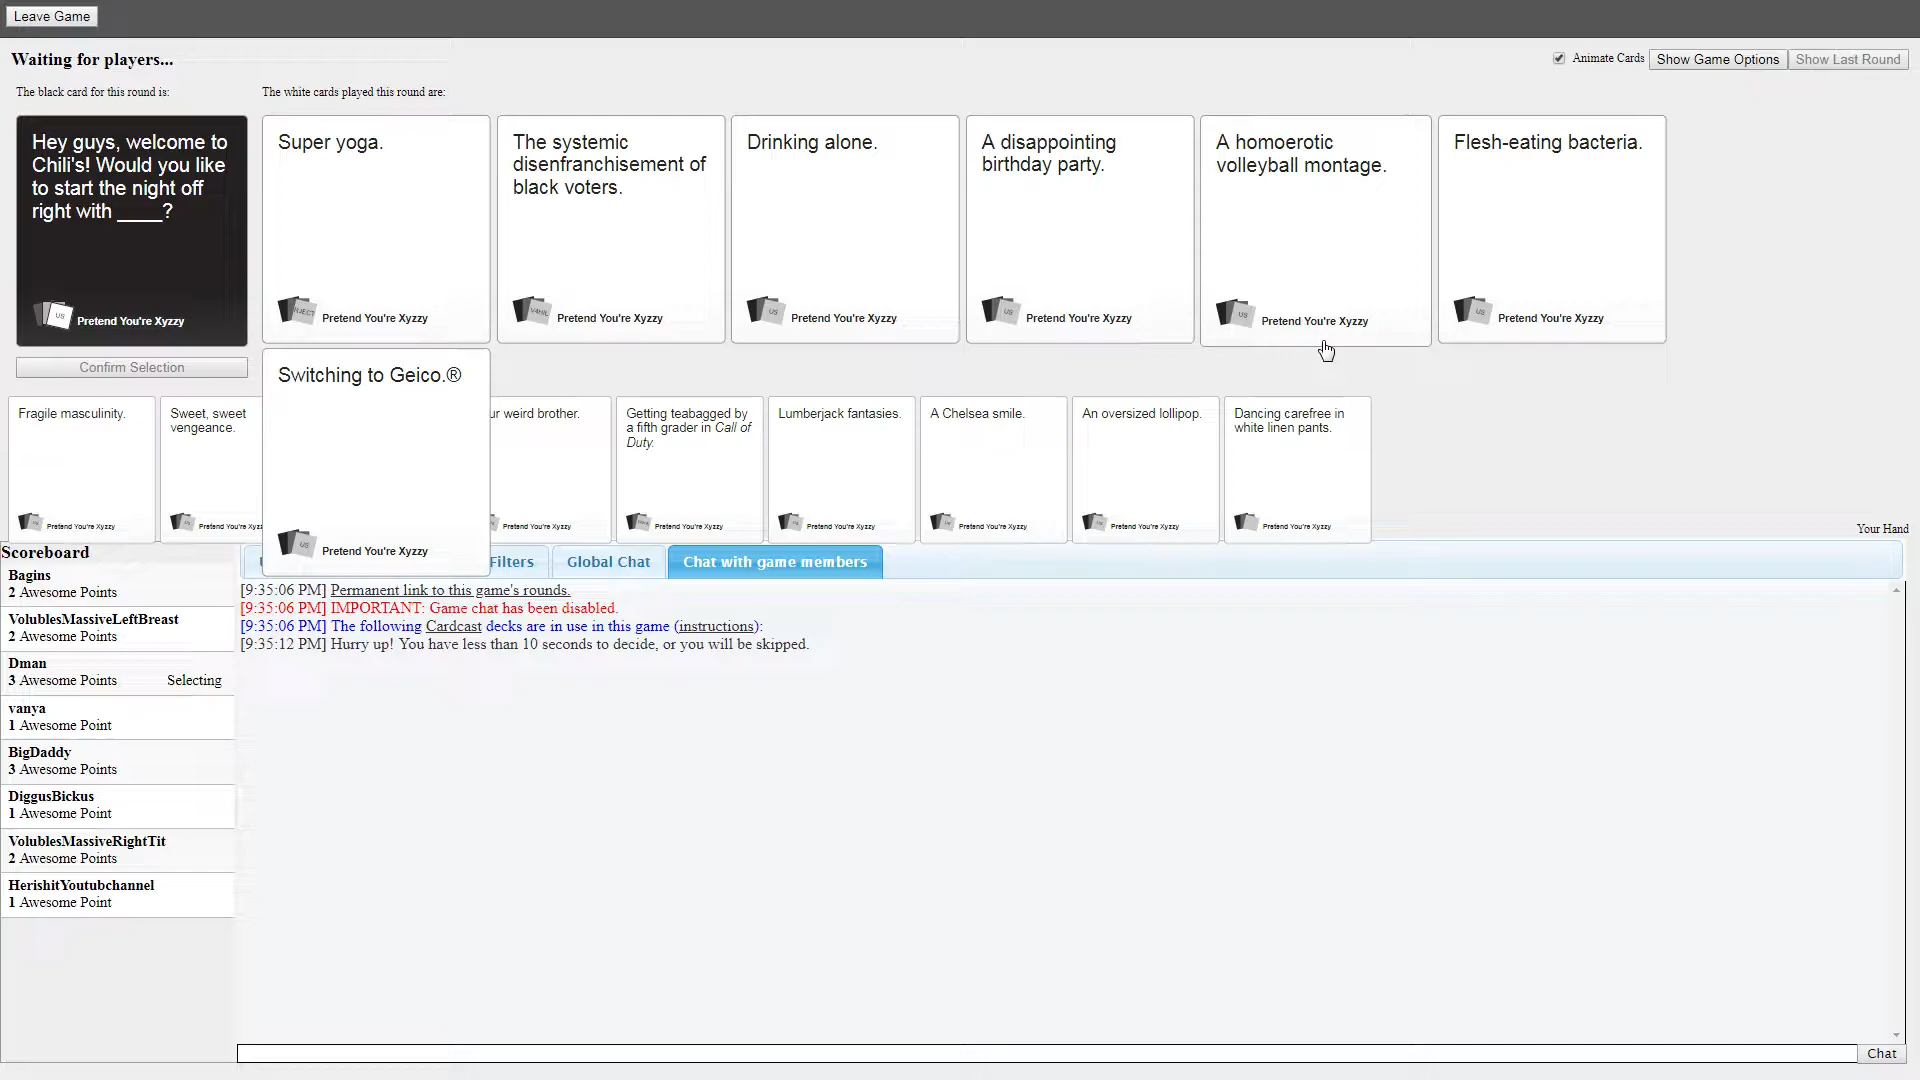 Leave Game
Waiting for players...
Animate Cards
Show Game Options
Show Last Round
The black card for this round is:
The white cards played this round are:
Hey guys, welcome to
Chili's! Would you like
to start the night off
right with ____?
US
Pretend You're Xyzzy
Super yoga.
Pretend You're Xyzzy
The systemic
disenfranchisement of
black voters.
Pretend You're Xyzzy
Drinking alone.
US
Pretend You're Xyzzy
A disappointing
birthday party.
US
Pretend You're Xyzzy
A homoerotic
volleyball montage.
US
Pretend You're Xyzzy
Flesh-eating bacteria.
US
Pretend You're Xyzzy
Confirm Selection
Switching to Geico.®
US
Pretend You're Xyzzy
Fragile masculinity.
Pretend You're Xyzzy
Sweet, sweet
vengeance.
Pretend You're Xyz
ur weird brother.
Pretend You're Xyzzy
Getting teabagged by
a fifth grader in Call of
Duty.
Pretend You're Xyzzy
Lumberjack fantasies.
Pretend You're Xyzzy
A Chelsea smile.
Pretend You're Xyzzy
An oversized lollipop.
Pretend You're Xyzzy
Dancing carefree in
white linen pants.
Pretend You're Xyzzy
Your Hand
Scoreboard
Bagins
2 Awesome Points
VolublesMassiveLeftBreast
2 Awesome Points
Dman
3 Awesome Points Selecting
vanya
1 Awesome Point
BigDaddy
3 Awesome Points
DiggusBickus
1 Awesome Point
VolublesMassiveRightTit
2 Awesome Points
HerishitYoutubchannel
1 Awesome Point
Filters
Global Chat
Chat with game members
[9:35:06 PM] Permanent link to this game's rounds.
[9:35:06 PM] IMPORTANT: Game chat has been disabled.
[9:35:06 PM] The following Cardcast decks are in use in this game (instructions):
[9:35:12 PM] Hurry up! You have less than 10 seconds to decide, or you will be skipped.
Chat